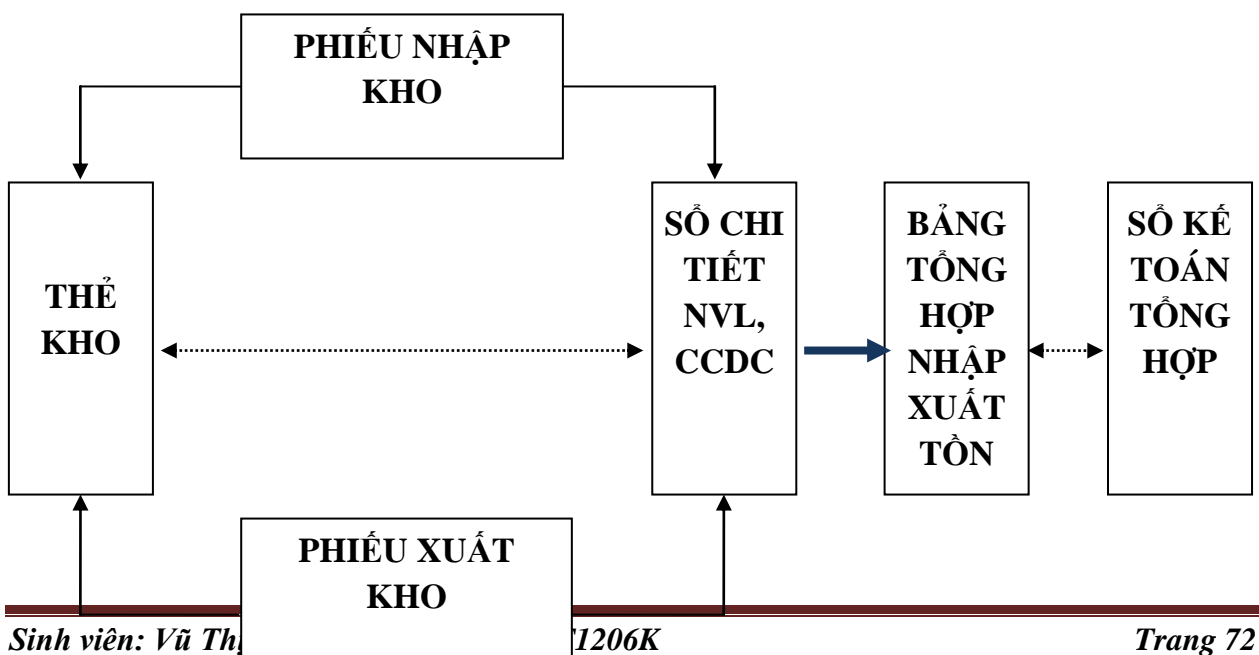 PHIẾU NHẬP
KHO
THẺ
KHO
SỔ CHI
TIẾT
NVL,
CCDC
BẢNG
TỔNG
HỢP
NHẬP
XUẤT
TỒN
SỔ KẾ
TOÁN
TỔNG
HỢP
PHIẾU XUẤT
KHO
Sinh viên: Vũ 1206K Trang 72